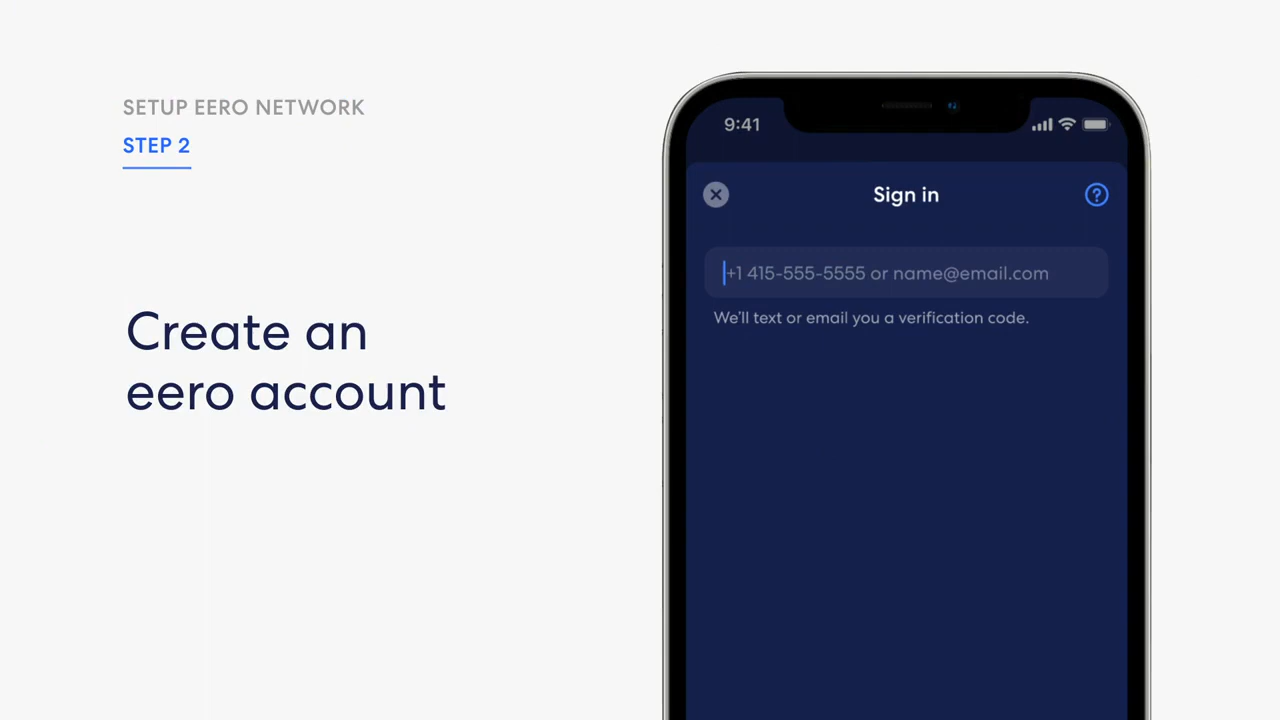 SETUP EERO NETWORK
STEP 2
Create an
eero account
9:41
Sign in
+1 415-555-5555 or name@email.com
We'll text or email you a verification code.